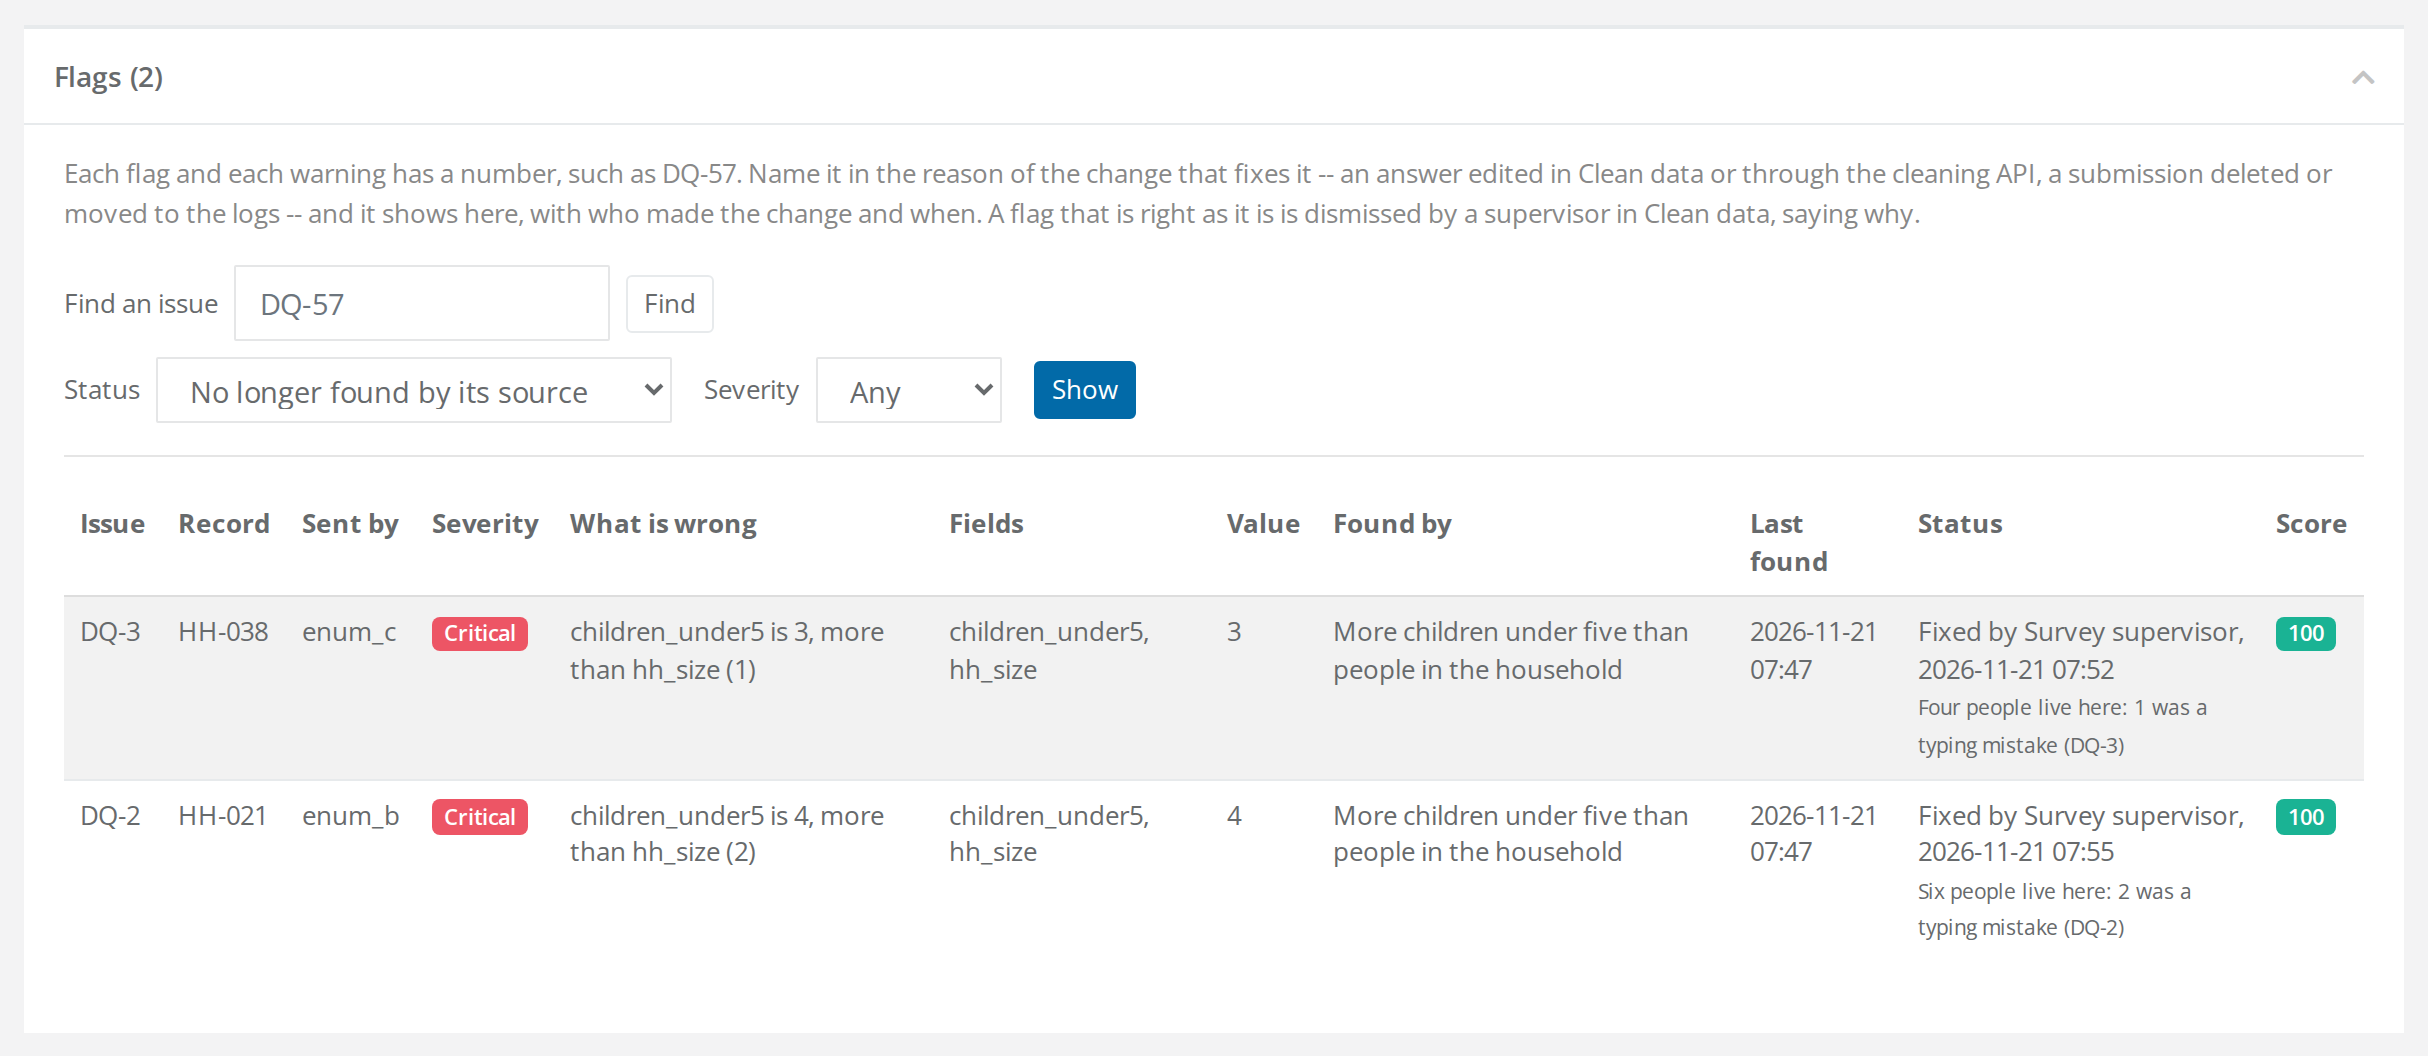 Flags (2)
Each flag and each warning has a number, such as DQ-57. Name it in the reason of the change that fixes it -- an answer edited in Clean data or through the cleaning API, a submission deleted or
moved to the logs -- and it shows here, with who made the change and when. A flag that is right as it is is dismissed by a supervisor in Clean data, saying why.
Find an issue DQ-57 Find
Status No longer found by its source Severity Any Show
Issue Record Sent by Severity What is wrong Fields Value Found by Last found Status Score
DQ-3 HH-038 enum_c Critical children_under5 is 3, more children_under5, 3 More children under five than 2026-11-21 Fixed by Survey supervisor, 100
than hh_size (1) hh_size people in the household 07:47 2026-11-21 07:52
Four people live here: 1 was a
typing mistake (DQ-3)
DQ-2 HH-021 enum_b Critical children_under5 is 4, more children_under5, 4 More children under five than 2026-11-21 Fixed by Survey supervisor, 100
than hh_size (2) hh_size people in the household 07:47 2026-11-21 07:55
Six people live here: 2 was a
typing mistake (DQ-2)